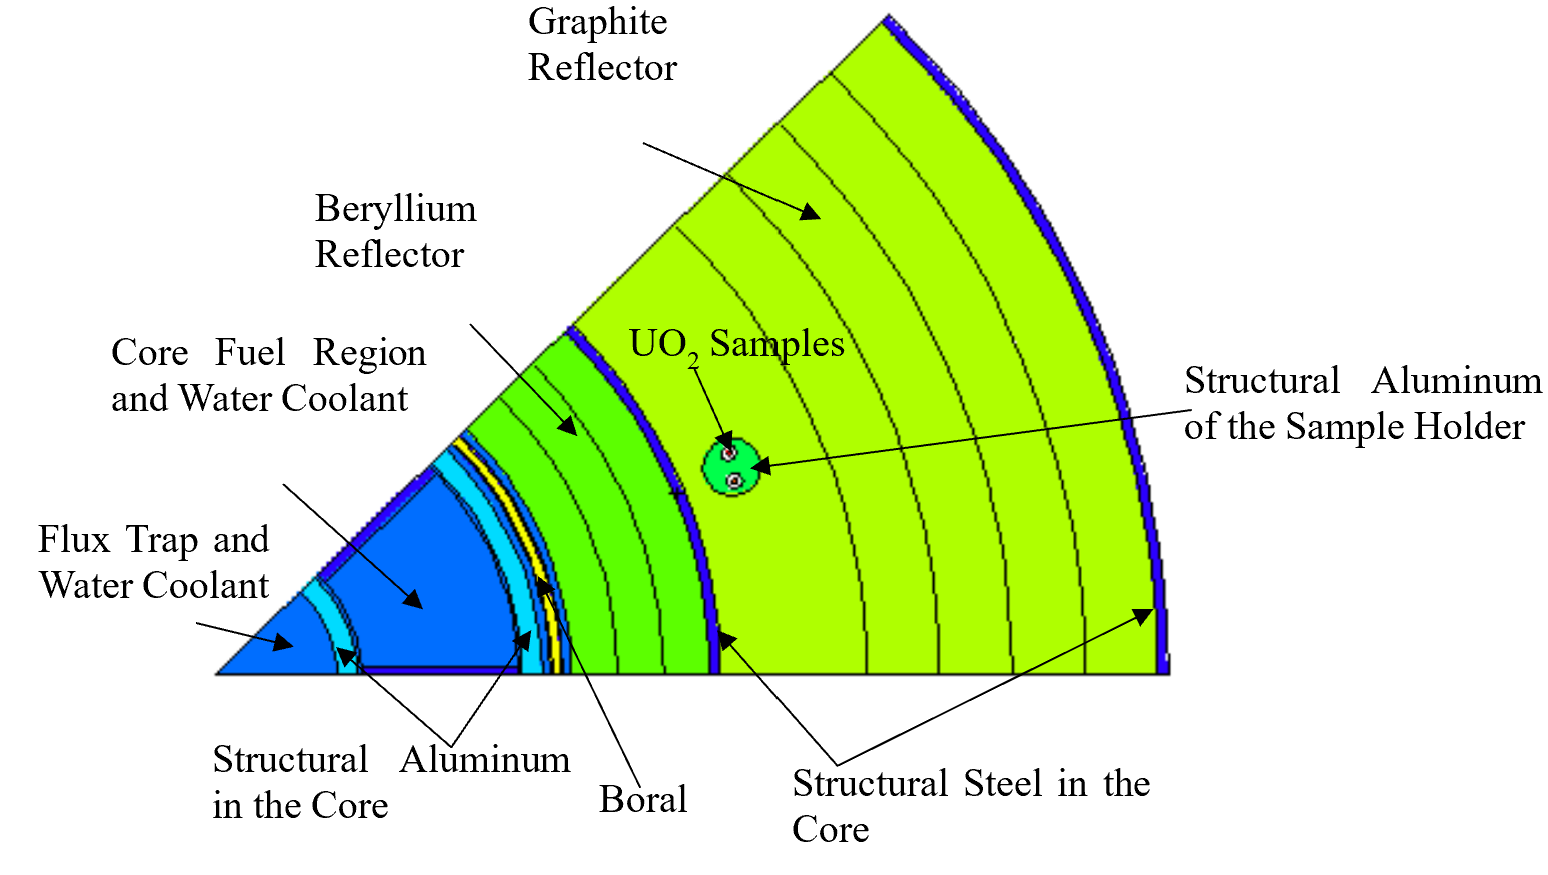 Graphite
Reflector
Beryllium
Reflector
Core Fuel Region
and Water Coolant
UO2 Samples
Structural Aluminum
of the Sample Holder
Flux Trap and
Water Coolant
Structural Aluminum
in the Core
Boral
Structural Steel in the
Core